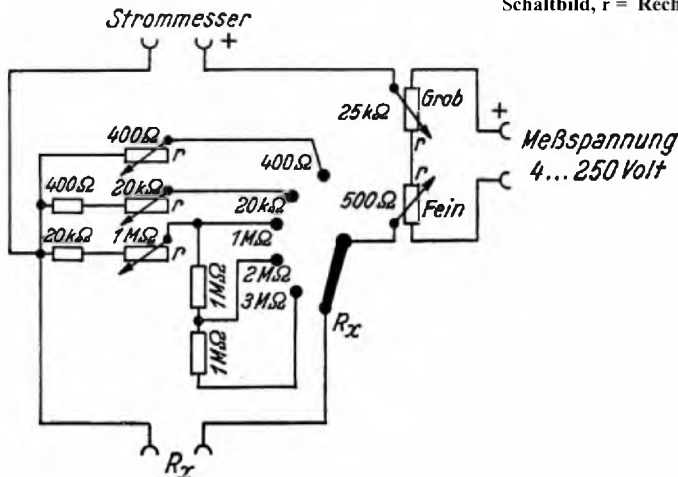 Schaltbild, r = Rech
Strommesser
+
25kΩ
Grob
r
+
Meßspannung
4...250 Volt
r
500Ω
Fein
400Ω
r
400Ω
400Ω
20kΩ
r
20kΩ
20kΩ
1MΩ
r
1MΩ
1MΩ
2MΩ
3MΩ
1MΩ
Rx
Rx